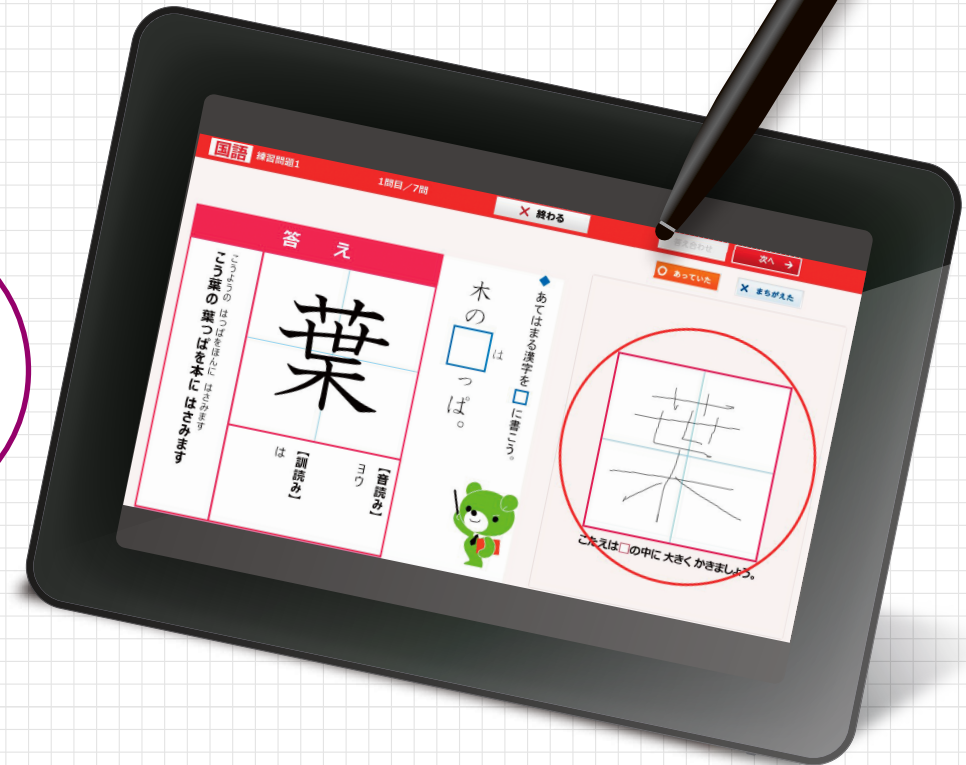 国語 練習問題1
1問目/7問
× 終わる
答え合わせ
次へ →
○ あっていた
× まちがえた
◆あてはまる漢字を□に書こう。
木の□っぱ。
は
答え
葉
【音読み】
ヨウ
【訓読み】
は
こうようの はっぱをほんに はさみます
こう葉の 葉っぱを本に はさみます
葉
こたえは□の中に 大きく かきましょう。